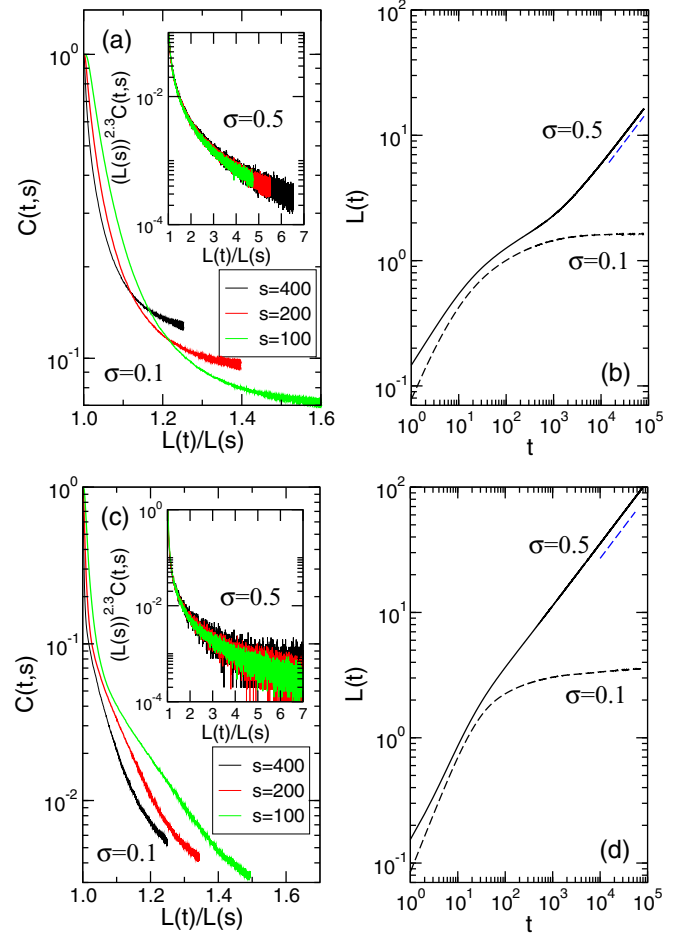 (a)
C(t,s)
10^0
10^-1
1.0 1.2 1.4 1.6
L(t)/L(s)
σ=0.1
(L(s))^2.3 C(t,s)
10^-2
10^-4
1 2 3 4 5 6 7
L(t)/L(s)
σ=0.5
s=400
s=200
s=100
(b)
L(t)
10^2
10^1
10^0
10^-1
10^0 10^1 10^2 10^3 10^4 10^5
t
σ=0.5
σ=0.1
(c)
C(t,s)
10^0
10^-1
10^-2
1.0 1.2 1.4 1.6
L(t)/L(s)
σ=0.1
(L(s))^2.3 C(t,s)
10^0
10^-2
10^-4
1 2 3 4 5 6 7
L(t)/L(s)
σ=0.5
s=400
s=200
s=100
(d)
L(t)
10^2
10^1
10^0
10^-1
10^0 10^1 10^2 10^3 10^4 10^5
t
σ=0.5
σ=0.1